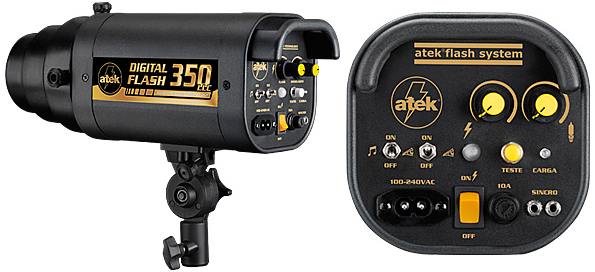 atek
DIGITAL
FLASH 350
atek flash system
atek
ON ON
OFF OFF
TESTE CARGA
100-240VAC ON 10A SINCRO
OFF